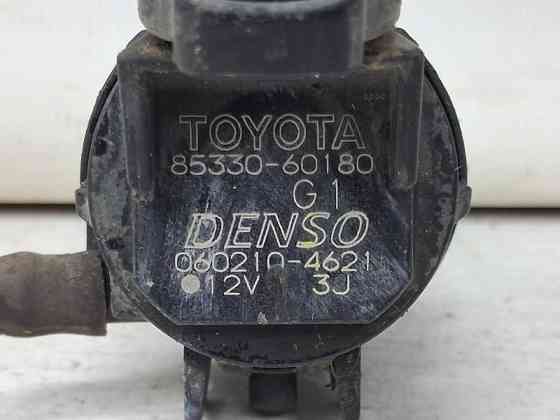 TOYOTA
85330-60180
G1
DENSO
060210-4621
12V 3J